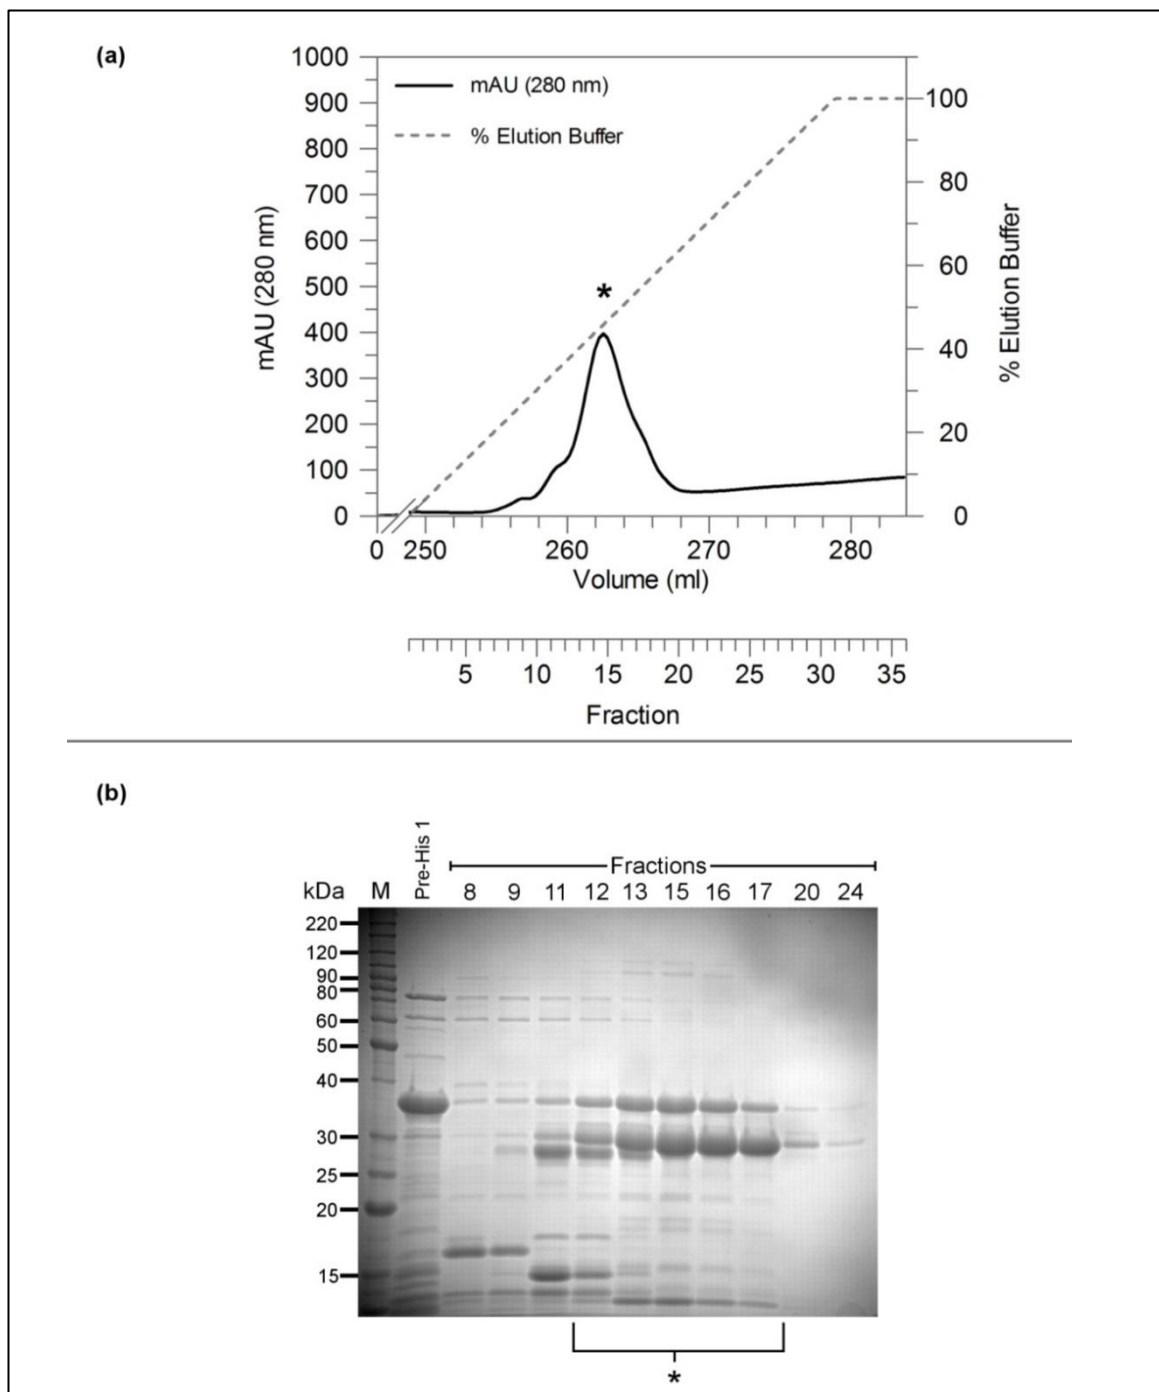 (a)
1000
900
800
700
600
500
400
300
200
100
0
mAU (280 nm)
mAU (280 nm)
% Elution Buffer
*
100
80
60
40
20
0
% Elution Buffer
0 250 260 270 280
Volume (ml)
5 10 15 20 25 30 35
Fraction
(b)
Pre-His 1
Fractions
kDa M 8 9 11 12 13 15 16 17 20 24
220
120
90
80
60
50
40
30
25
20
15
*